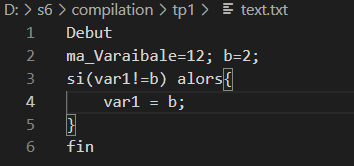 D: > s6 > compilation > tp1 > text.txt
1 Debut
2 ma_Varaibale=12; b=2;
3 si(var1!=b) alors{
4     var1 = b;
5 }
6 fin